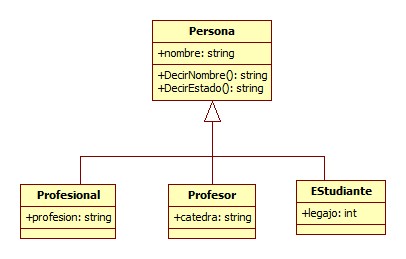 Persona
+nombre: string
+DecirNombre(): string
+DecirEstado(): string
Profesional
+profesion: string
Profesor
+catedra: string
EStudiante
+legajo: int